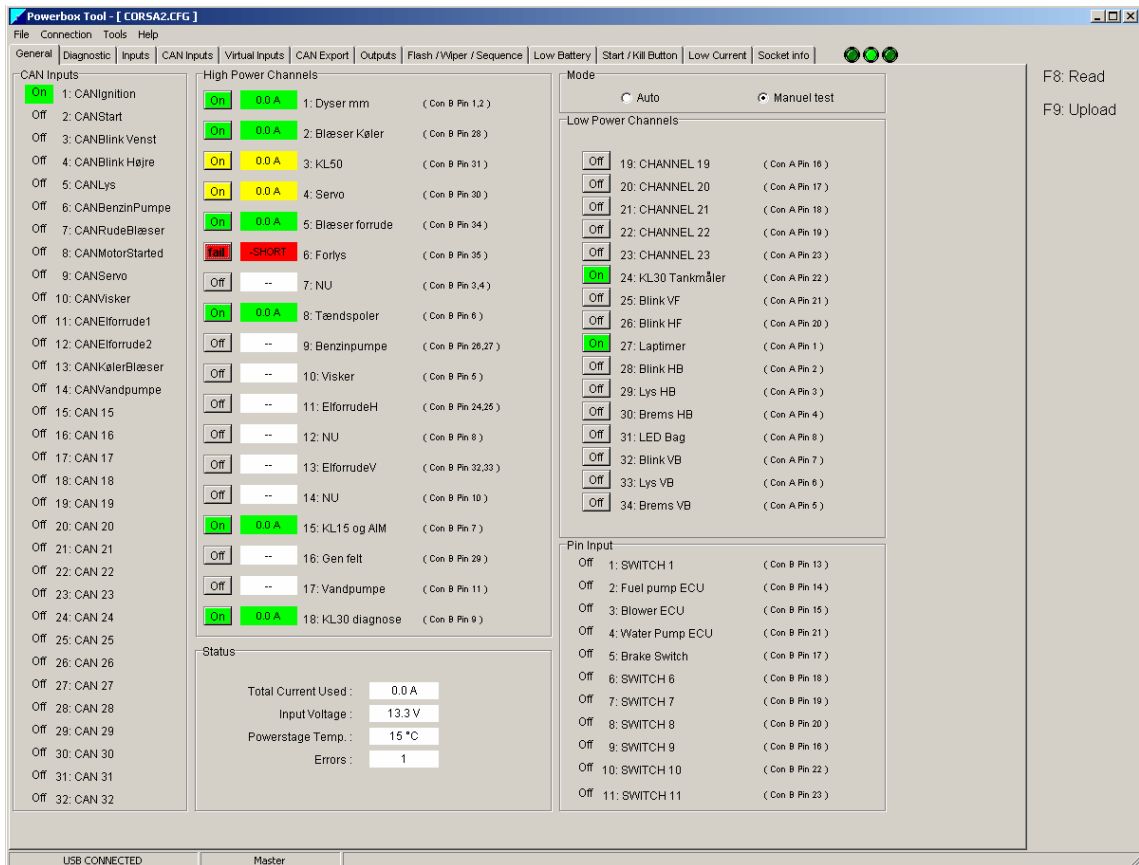 Powerbox Tool - [ CORSA2.CFG ]
File Connection Tools Help
General Diagnostic Inputs CAN Inputs Virtual Inputs CAN Export Outputs Flash / Wiper / Sequence Low Battery Start / Kill Button Low Current Socket info
F8: Read
F9: Upload
CAN Inputs
On 1: CANIgnition
Off 2: CANStart
Off 3: CANBlink Venst
Off 4: CANBlink Højre
Off 5: CANLys
Off 6: CANBenzinPumpe
Off 7: CANRudeBlæser
Off 8: CANMotorStarted
Off 9: CANServo
Off 10: CANVisker
Off 11: CANElforrude1
Off 12: CANElforrude2
Off 13: CANKølerBlæser
Off 14: CANVandpumpe
Off 15: CAN 15
Off 16: CAN 16
Off 17: CAN 17
Off 18: CAN 18
Off 19: CAN 19
Off 20: CAN 20
Off 21: CAN 21
Off 22: CAN 22
Off 23: CAN 23
Off 24: CAN 24
Off 25: CAN 25
Off 26: CAN 26
Off 27: CAN 27
Off 28: CAN 28
Off 29: CAN 29
Off 30: CAN 30
Off 31: CAN 31
Off 32: CAN 32
High Power Channels
On 0.0 A 1: Dyser mm ( Con B Pin 1,2 )
On 0.0 A 2: Blæser Køler ( Con B Pin 28 )
On 0.0 A 3: KL50 ( Con B Pin 31 )
On 0.0 A 4: Servo ( Con B Pin 30 )
On 0.0 A 5: Blæser forrude ( Con B Pin 34 )
fail -SHORT 6: Forlys ( Con B Pin 35 )
Off -- 7: NU ( Con B Pin 3,4 )
On 0.0 A 8: Tændspoler ( Con B Pin 6 )
Off -- 9: Benzinpumpe ( Con B Pin 26,27 )
Off -- 10: Visker ( Con B Pin 5 )
Off -- 11: ElforrudeH ( Con B Pin 24,25 )
Off -- 12: NU ( Con B Pin 8 )
Off -- 13: ElforrudeV ( Con B Pin 32,33 )
Off -- 14: NU ( Con B Pin 10 )
On 0.0 A 15: KL15 og AIM ( Con B Pin 7 )
Off -- 16: Gen felt ( Con B Pin 29 )
Off -- 17: Vandpumpe ( Con B Pin 11 )
On 0.0 A 18: KL30 diagnose ( Con B Pin 9 )
Status
Total Current Used : 0.0 A
Input Voltage : 13.3 V
Powerstage Temp. : 15 °C
Errors : 1
Mode
Auto Manuel test
Low Power Channels
Off 19: CHANNEL 19 ( Con A Pin 16 )
Off 20: CHANNEL 20 ( Con A Pin 17 )
Off 21: CHANNEL 21 ( Con A Pin 18 )
Off 22: CHANNEL 22 ( Con A Pin 19 )
Off 23: CHANNEL 23 ( Con A Pin 23 )
On 24: KL30 Tankmåler ( Con A Pin 22 )
Off 25: Blink VF ( Con A Pin 21 )
Off 26: Blink HF ( Con A Pin 20 )
On 27: Laptimer ( Con A Pin 1 )
Off 28: Blink HB ( Con A Pin 2 )
Off 29: Lys HB ( Con A Pin 3 )
Off 30: Brems HB ( Con A Pin 4 )
Off 31: LED Bag ( Con A Pin 8 )
Off 32: Blink VB ( Con A Pin 7 )
Off 33: Lys VB ( Con A Pin 6 )
Off 34: Brems VB ( Con A Pin 5 )
Pin Input
Off 1: SWITCH 1 ( Con B Pin 13 )
Off 2: Fuel pump ECU ( Con B Pin 14 )
Off 3: Blower ECU ( Con B Pin 15 )
Off 4: Water Pump ECU ( Con B Pin 21 )
Off 5: Brake Switch ( Con B Pin 17 )
Off 6: SWITCH 6 ( Con B Pin 18 )
Off 7: SWITCH 7 ( Con B Pin 19 )
Off 8: SWITCH 8 ( Con B Pin 20 )
Off 9: SWITCH 9 ( Con B Pin 16 )
Off 10: SWITCH 10 ( Con B Pin 22 )
Off 11: SWITCH 11 ( Con B Pin 23 )
USB CONNECTED Master